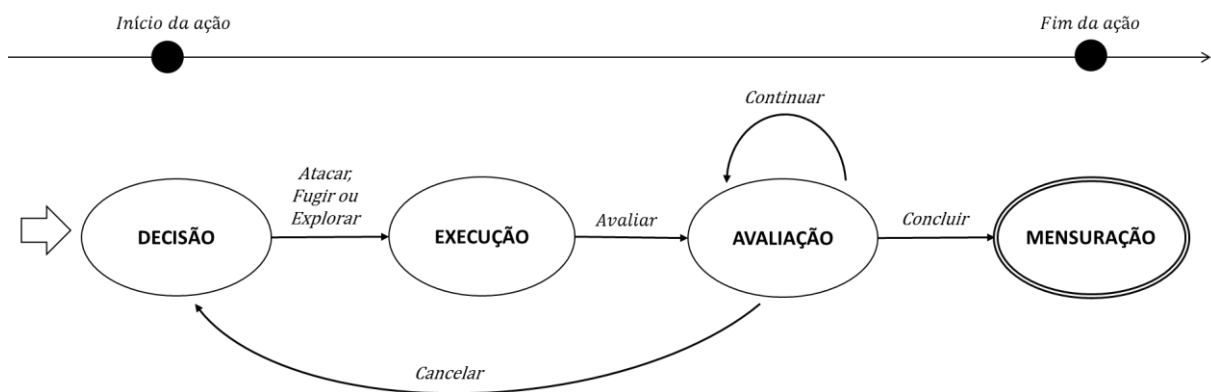 Início da ação
Fim da ação
Continuar
Atacar,
Fugir ou
Explorar
Avaliar
Concluir
DECISÃO
EXECUÇÃO
AVALIAÇÃO
MENSURAÇÃO
Cancelar